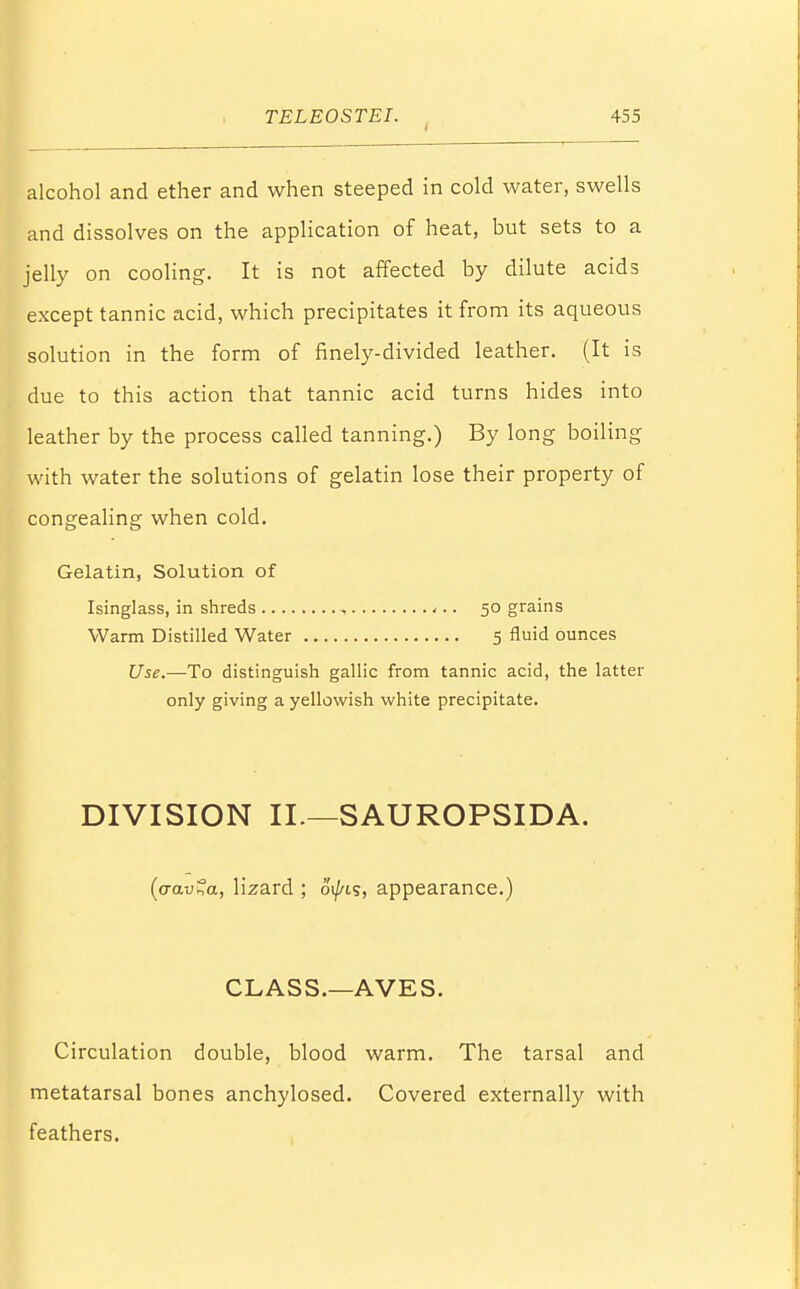 TELEOSTEI. 455
alcohol and ether and when steeped in cold water, swells
and dissolves on the application of heat, but sets to a
jelly on cooling. It is not affected by dilute acids
except tannic acid, which precipitates it from its aqueous
solution in the form of finely-divided leather. (It is
due to this action that tannic acid turns hides into
leather by the process called tanning.) By long boiling
with water the solutions of gelatin lose their property of
congealing when cold.
Gelatin, Solution of
Isinglass, in shreds .................... 50 grains
Warm Distilled Water ................ 5 fluid ounces
Use.—To distinguish gallic from tannic acid, the latter
only giving a yellowish white precipitate.
DIVISION II.—SAUROPSIDA.
(σαυζα, lizard ; ὄψις, appearance.)
CLASS.—AVES.
Circulation double, blood warm. The tarsal and
metatarsal bones anchylosed. Covered externally with
feathers.